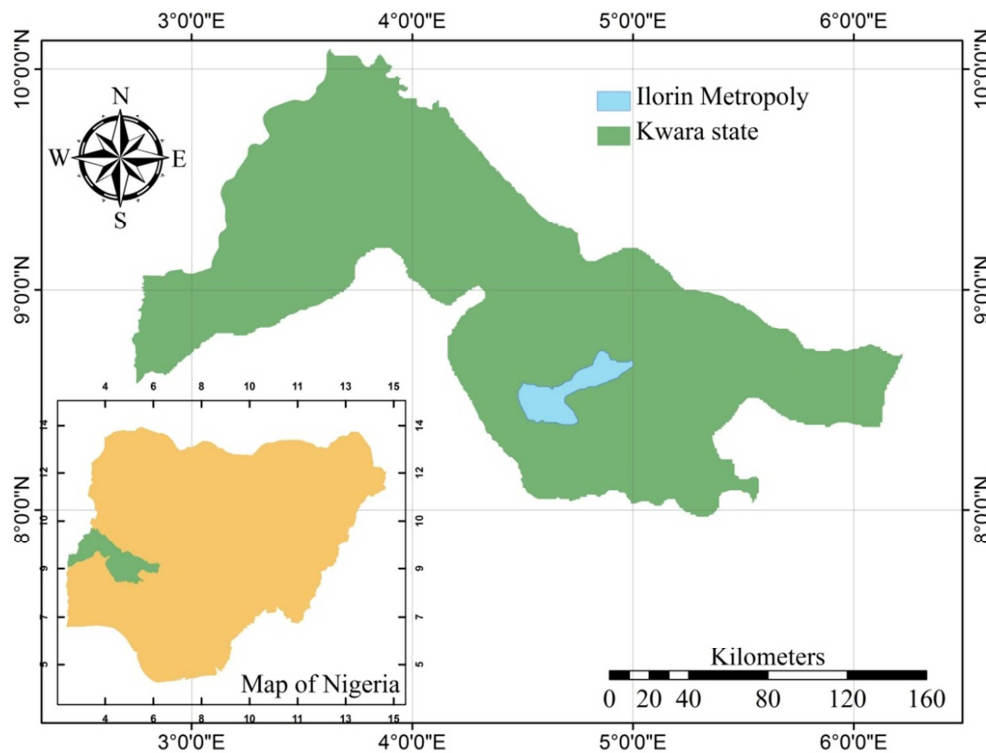 3°0'0"E 4°0'0"E 5°0'0"E 6°0'0"E
10°0'0"N 10°0'0"N
N
W E
S
Ilorin Metropoly
Kwara state
9°0'0"N 9°0'0"N
4 6 8 10 11 13 15
14 14
12 12
8°0'0"N 8°0'0"N
10 10
9 9
7 7
5 5
Map of Nigeria
4 6 8 10 11 13 15
Kilometers
0 20 40 80 120 160
3°0'0"E 4°0'0"E 5°0'0"E 6°0'0"E